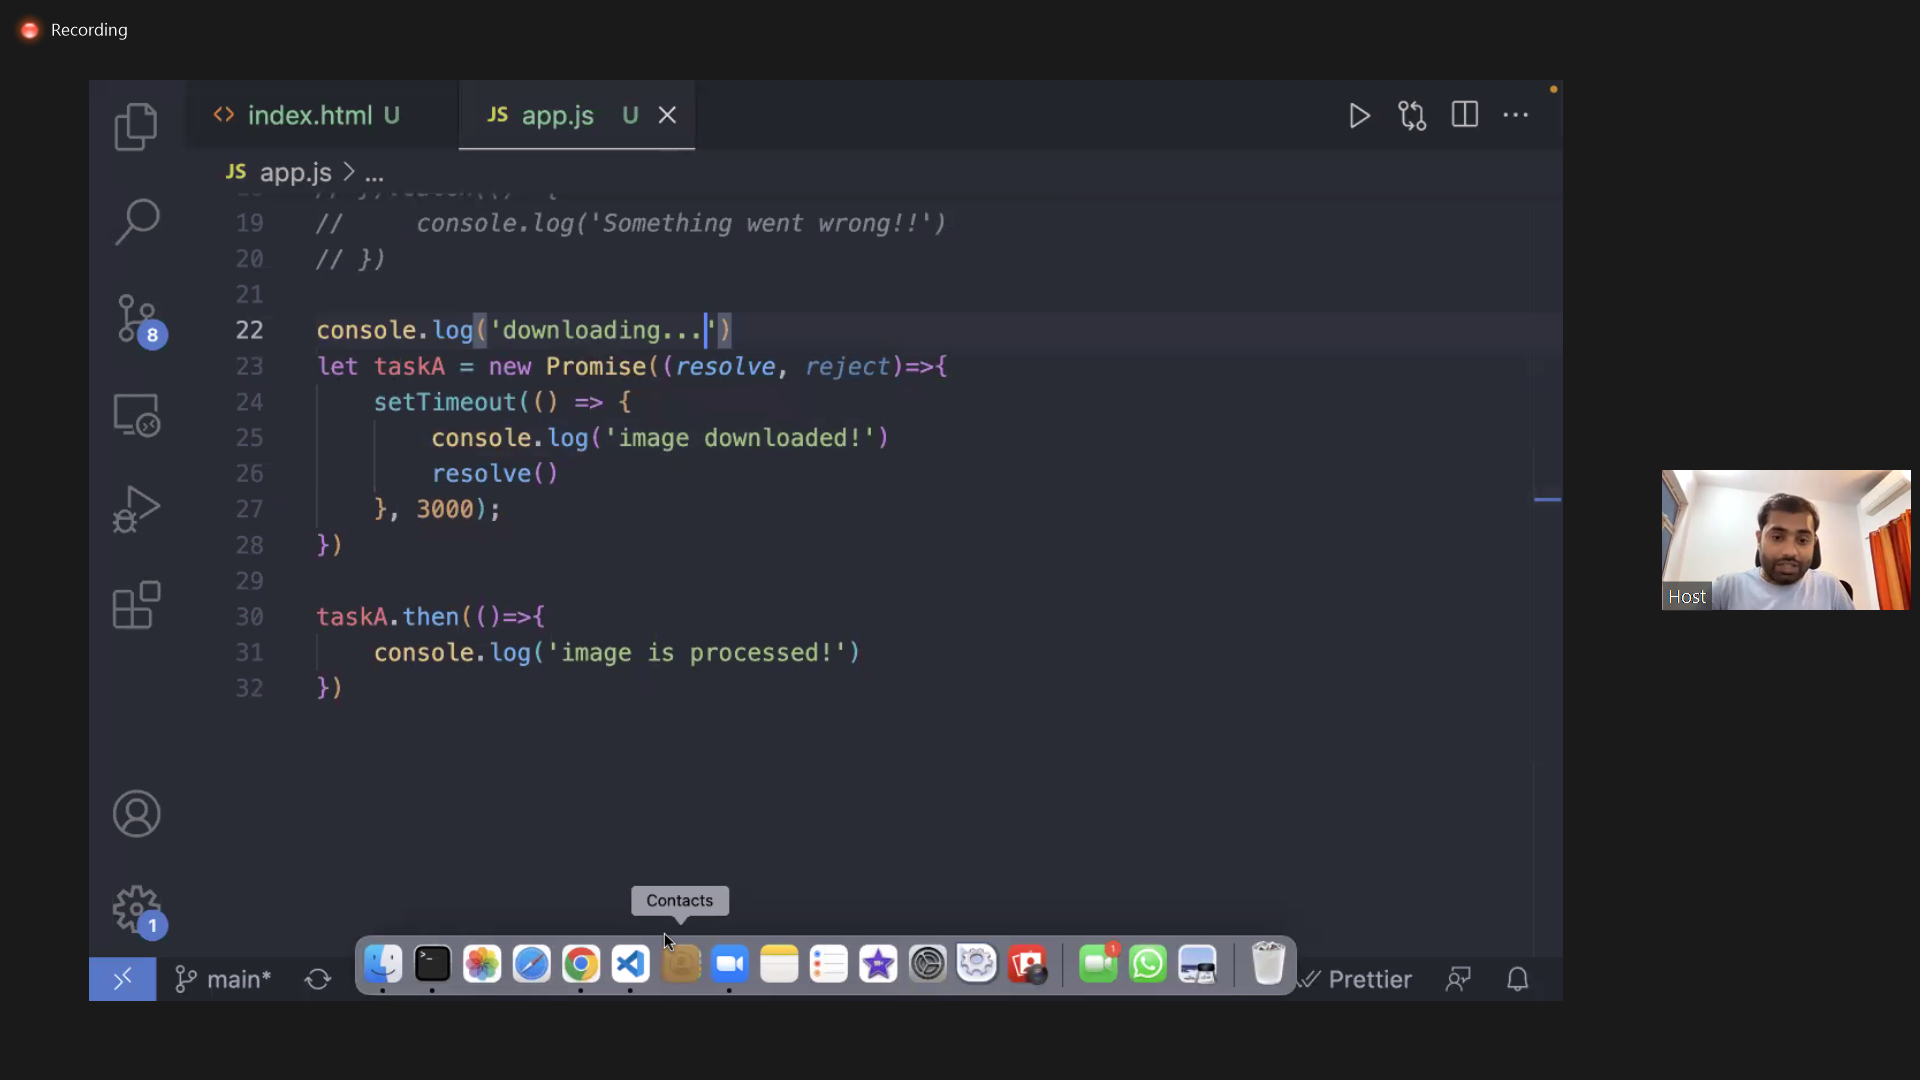 Recording
index.html U
JS app.js U
JS app.js > ...
19 //     console.log('Something went wrong!!')
20 // })
21
22 console.log('downloading...')
23 let taskA = new Promise((resolve, reject)=>{
24     setTimeout(() => {
25         console.log('image downloaded!')
26         resolve()
27     }, 3000);
28 })
29
30 taskA.then(()=>{
31     console.log('image is processed!')
32 })
8
1
Contacts
1
main*
Prettier
Host